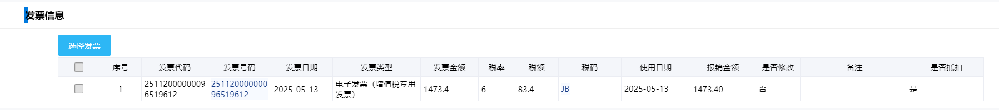 发票信息
选择发票
序号 发票代码 发票号码 发票日期 发票类型 发票金额 税率 税额 税码 使用日期 报销金额 是否修改 备注 是否抵扣
1 2511200000009 251120000000 2025-05-13 电子发票（增值税专用 1473.4 6 83.4 JB 2025-05-13 1473.40 否 是
6519612 96519612 发票）